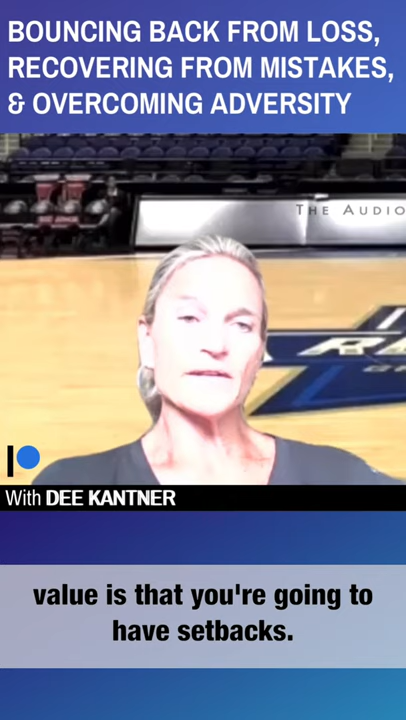 BOUNCING BACK FROM LOSS,
RECOVERING FROM MISTAKES,
& OVERCOMING ADVERSITY
THE AUDIO
With DEE KANTNER
value is that you're going to
have setbacks.